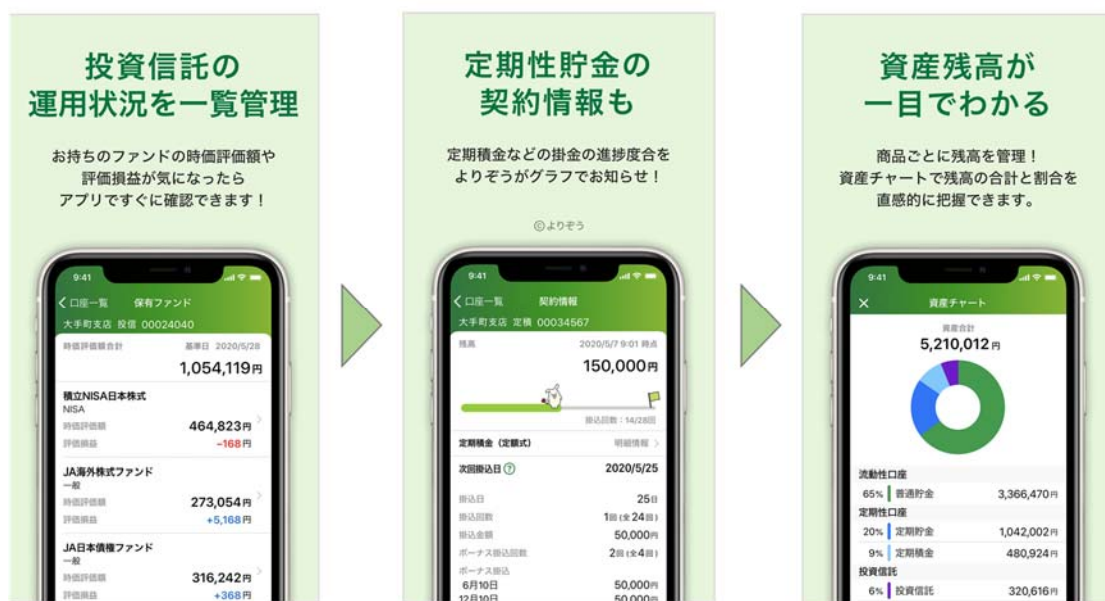 投資信託の
運用状況を一覧管理
お持ちのファンドの時価評価額や
評価損益が気になったら
アプリですぐに確認できます！
9:41
口座一覧 保有ファンド
大手町支店 投信 00024040
時価評価額合計 基準日 2020/5/28
1,054,119円
積立NISA日本株式
NISA
時価評価額 464,823円
評価損益 -168円
JA海外株式ファンド
一般
時価評価額 273,054円
評価損益 +5,168円
JA日本債権ファンド
一般
時価評価額 316,242円
評価損益 +368円
定期性貯金の
契約情報も
定期積金などの掛金の進捗度合を
よりぞうがグラフでお知らせ！
©よりぞう
9:41
口座一覧 契約情報
大手町支店 定積 00034567
残高 2020/5/7 9:01 時点
150,000円
掛込回数：14/28回
定期積金（定額式） 明細情報
次回掛込日 ? 2020/5/25
掛込日 25日
掛込回数 1回 (全24回)
掛込金額 50,000円
ボーナス掛込回数 2回 (全4回)
ボーナス掛込
6月10日 50,000円
12月10日 50,000円
資産残高が
一目でわかる
商品ごとに残高を管理！
資産チャートで残高の合計と割合を
直感的に把握できます。
9:41
× 資産チャート
資産合計
5,210,012円
流動性口座
65% 普通貯金 3,366,470円
定期性口座
20% 定期貯金 1,042,002円
9% 定期積金 480,924円
投資信託
6% 投資信託 320,616円